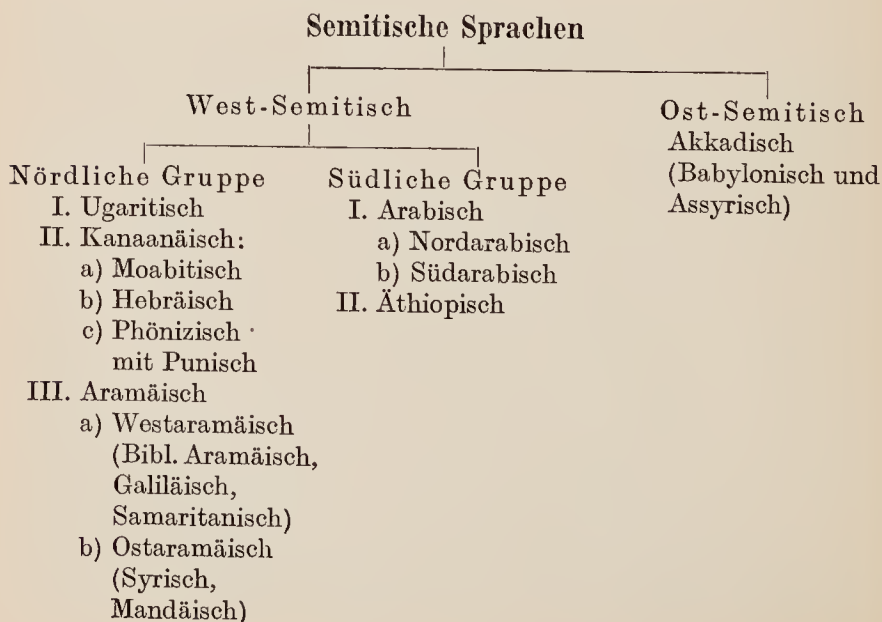 Semitische Sprachen
West-Semitisch
Nördliche Gruppe
I. Ugaritisch
II. Kanaanäisch:
a) Moabitisch
b) Hebräisch
c) Phönizisch
mit Punisch
III. Aramäisch
a) Westaramäisch
(Bibl. Aramäisch,
Galiläisch,
Samaritanisch)
b) Ostaramäisch
(Syrisch,
Mandäisch)
Südliche Gruppe
I. Arabisch
a) Nordarabisch
b) Südarabisch
II. Äthiopisch
Ost-Semitisch
Akkadisch
(Babylonisch und
Assyrisch)